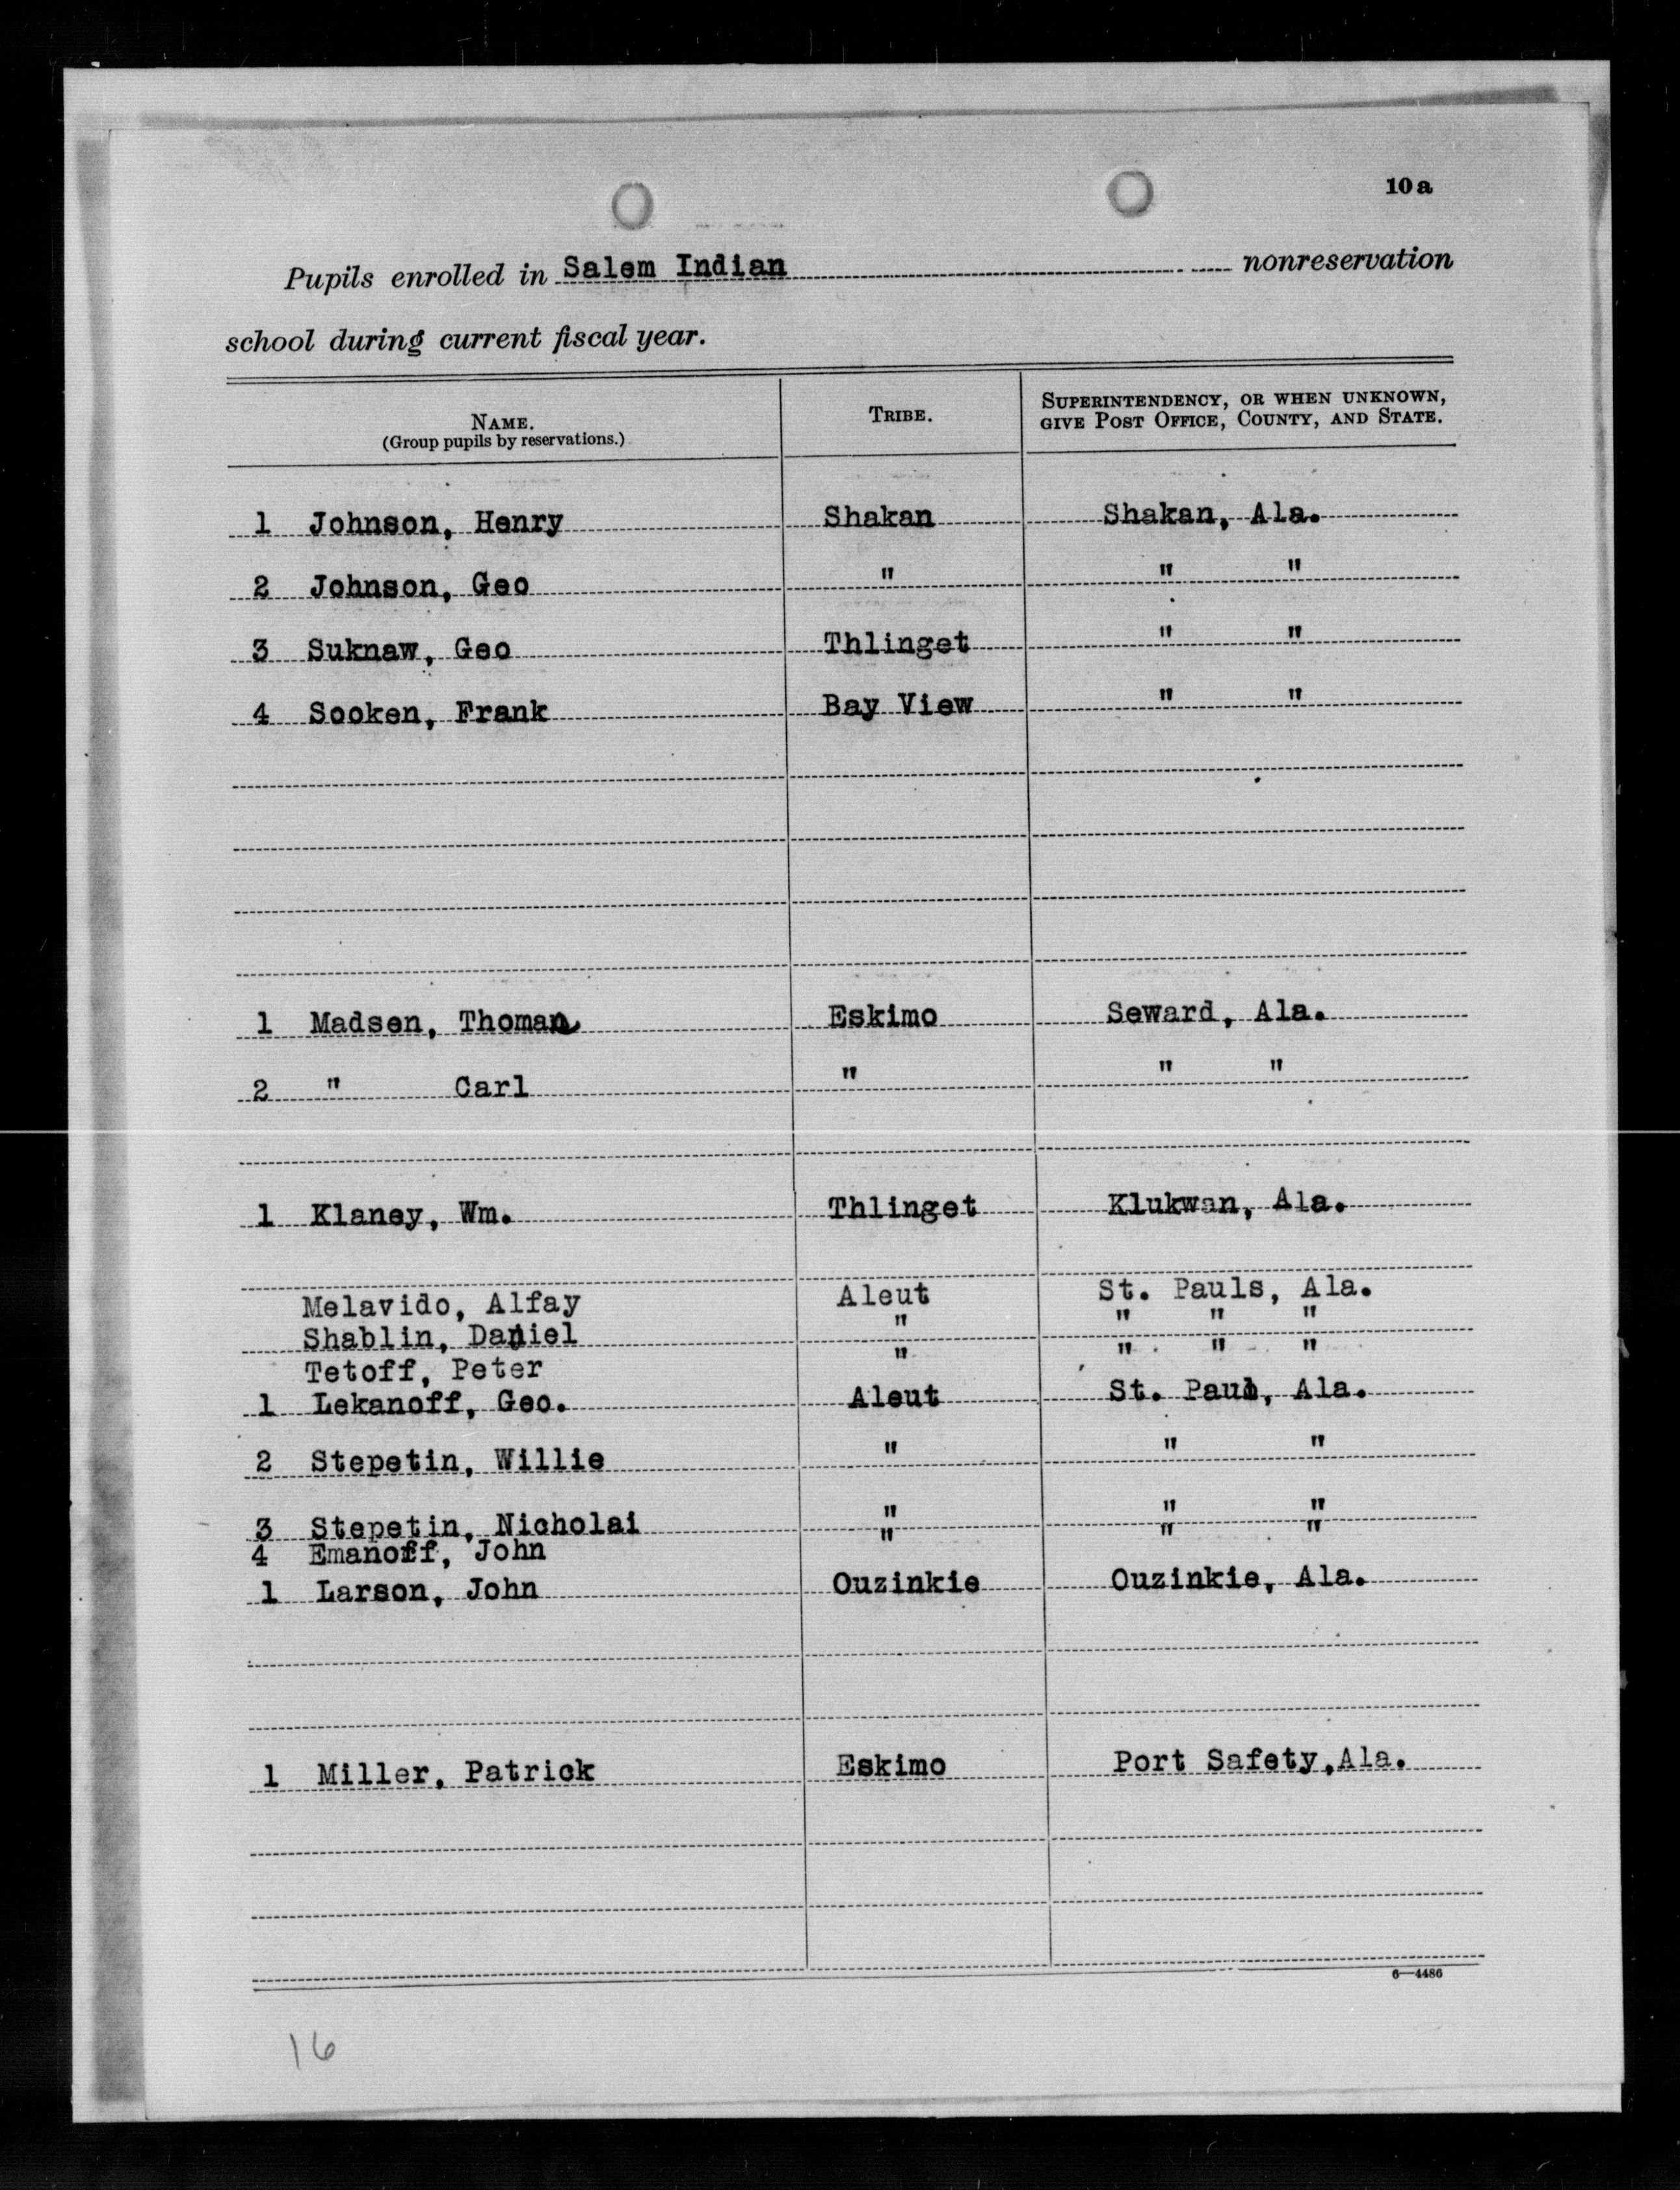 10 a
Pupils enrolled in Salem Indian nonreservation
school during current fiscal year.
NAME. TRIBE. SUPERINTENDENCY, OR WHEN UNKNOWN,
(Group pupils by reservations.) GIVE POST OFFICE, COUNTY, AND STATE.
1 Johnson, Henry Shakan Shakan, Ala.
2 Johnson, Geo " " "
3 Suknaw, Geo Thlinget " "
4 Sooken, Frank Bay View " "
1 Madsen, Thoman Eskimo Seward, Ala.
2 " Carl " " "
1 Klaney, Wm. Thlinget Klukwan, Ala.
Melavido, Alfay Aleut St. Pauls, Ala.
Shablin, Daniel " " " "
Tetoff, Peter " " " "
1 Lekanoff, Geo. Aleut St. Paul, Ala.
2 Stepetin, Willie " " "
3 Stepetin, Nicholai " " "
4 Emanoff, John " " "
1 Larson, John Ouzinkie Ouzinkie, Ala.
1 Miller, Patrick Eskimo Port Safety, Ala.
6—4486
16